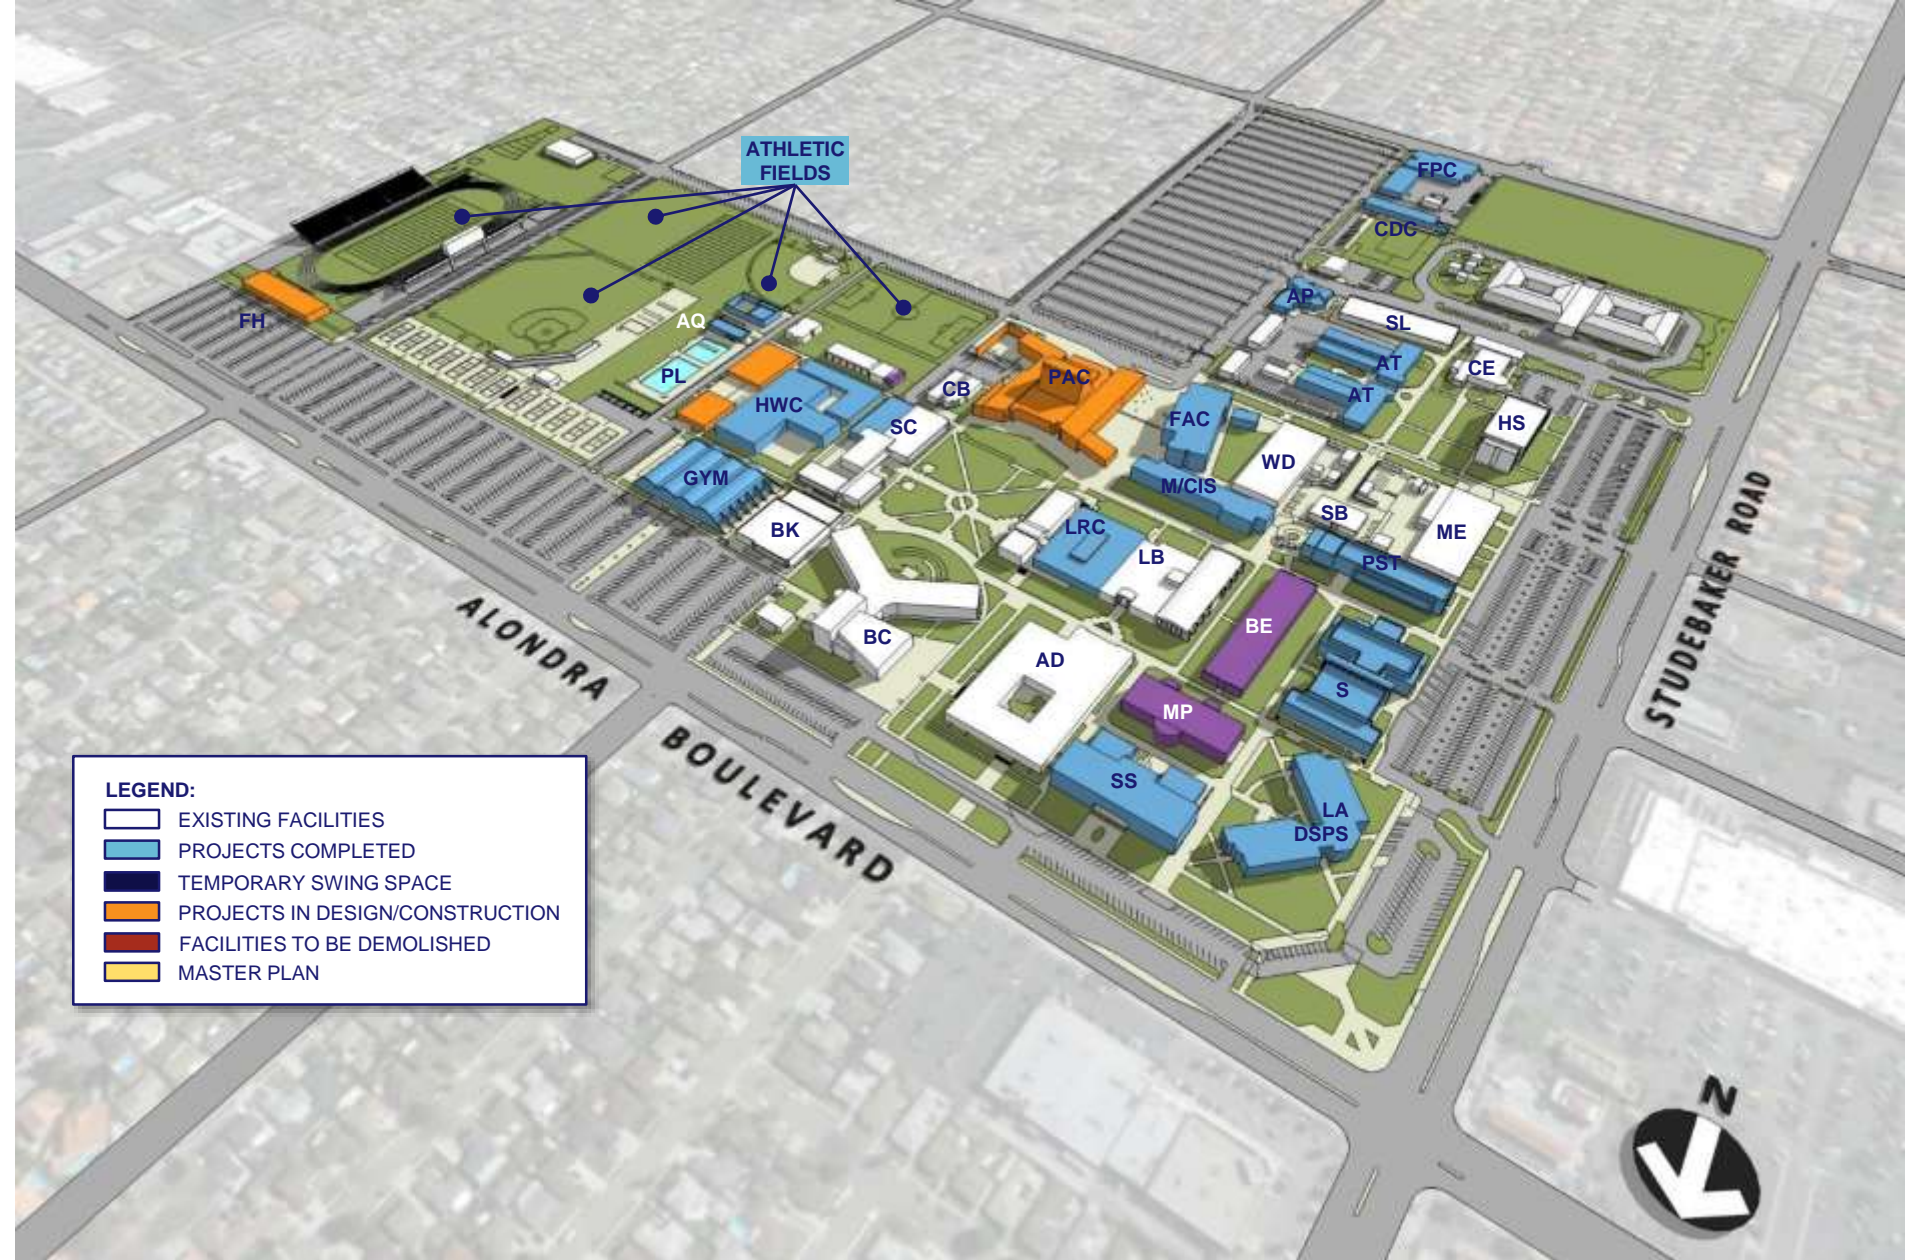 ATHLETIC
FIELDS
FPC
CDC
AP
FH
AQ
SL
AT
CE
PL
PAC
CB
HWC
AT
FAC
SC
HS
WD
GYM
M/CIS
SB
BK
LRC
ME
LB
PST
BE
BC
AD
S
MP
SS
LA
DSPS
ALONDRA
BOULEVARD
STUDEBAKER ROAD
LEGEND:
EXISTING FACILITIES
PROJECTS COMPLETED
TEMPORARY SWING SPACE
PROJECTS IN DESIGN/CONSTRUCTION
FACILITIES TO BE DEMOLISHED
MASTER PLAN
N